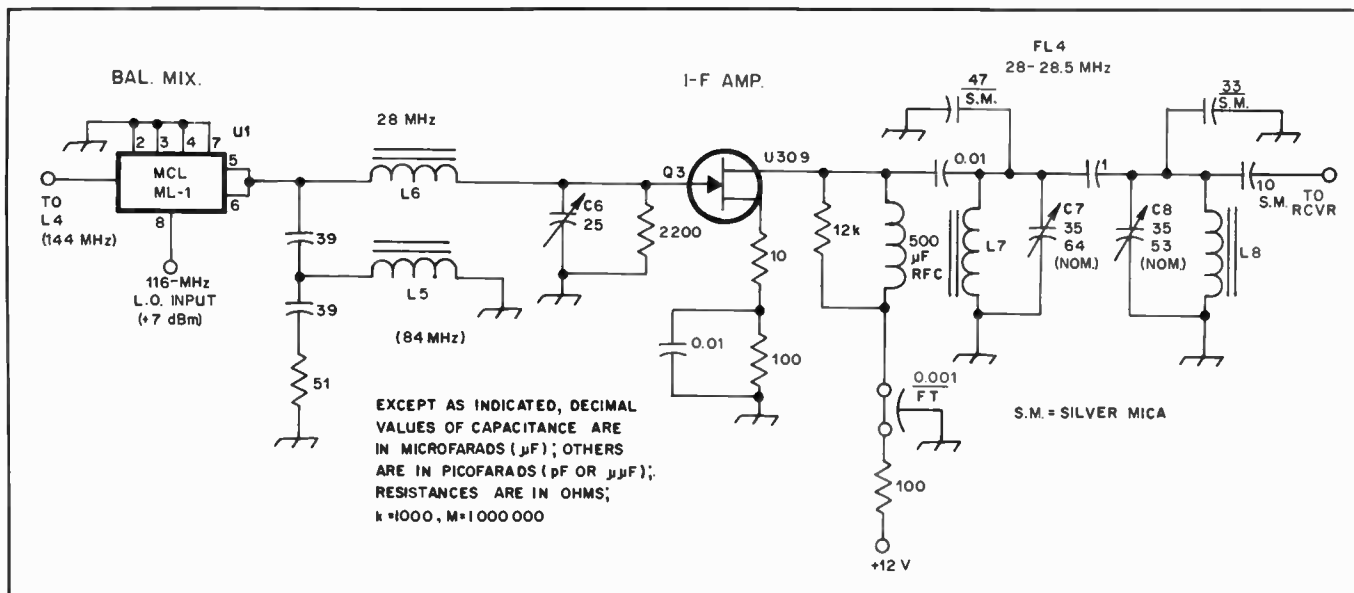 BAL. MIX.
2 3 4 7
U1
MCL
ML-1
5
6
8
TO
L4
(144 MHz)
116-MHz
L.O. INPUT
(+7 dBm)
28 MHz
L6
39
39
L5
(84 MHz)
51
C6
25
2200
I-F AMP.
Q3
U309
10
0.01
100
12k
500
μF
RFC
0.001
FT
100
+12 V
FL4
28-28.5 MHz
47
S.M.
0.01
L7
C7
35
64
(NOM.)
1
33
S.M.
C8
35
53
(NOM.)
L8
10
S.M.
TO
RCVR
S.M. = SILVER MICA
EXCEPT AS INDICATED, DECIMAL
VALUES OF CAPACITANCE ARE
IN MICROFARADS (μF); OTHERS
ARE IN PICOFARADS (pF OR μμF);
RESISTANCES ARE IN OHMS;
k=1000, M=1000000